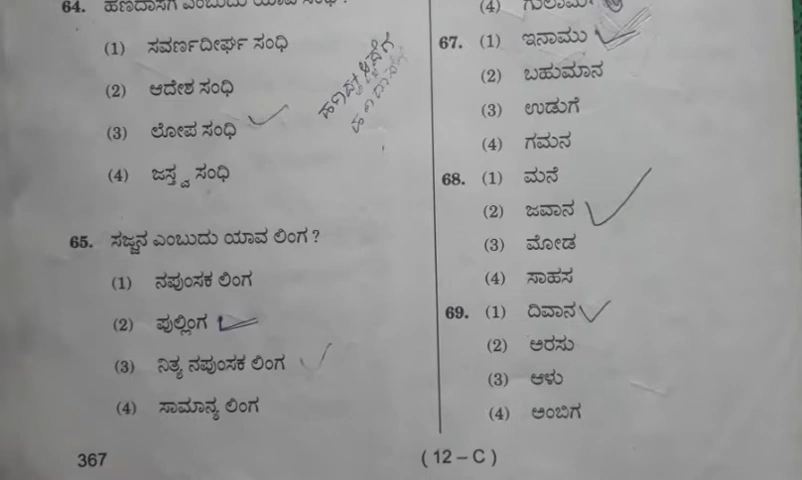 64. ಹಣದಾಸೆಗೆ ಎಂಬುದು ಯಾವ ಸಂಧಿ?
(1) ಸವರ್ಣದೀರ್ಘ ಸಂಧಿ
(2) ಆದೇಶ ಸಂಧಿ
(3) ಲೋಪ ಸಂಧಿ
(4) ಜಸ್ತ್ವ ಸಂಧಿ
65. ಸಜ್ಜನ ಎಂಬುದು ಯಾವ ಲಿಂಗ?
(1) ನಪುಂಸಕ ಲಿಂಗ
(2) ಪುಲ್ಲಿಂಗ
(3) ನಿತ್ಯ ನಪುಂಸಕ ಲಿಂಗ
(4) ಸಾಮಾನ್ಯ ಲಿಂಗ
367
(4) ಗುಲಾಮ
67. (1) ಇನಾಮು
(2) ಬಹುಮಾನ
(3) ಉಡುಗೆ
(4) ಗಮನ
68. (1) ಮನೆ
(2) ಜವಾನ
(3) ಮೋಡ
(4) ಸಾಹಸ
69. (1) ದಿವಾನ
(2) ಅರಸು
(3) ಆಳು
(4) ಅಂಬಿಗ
( 12 – C )